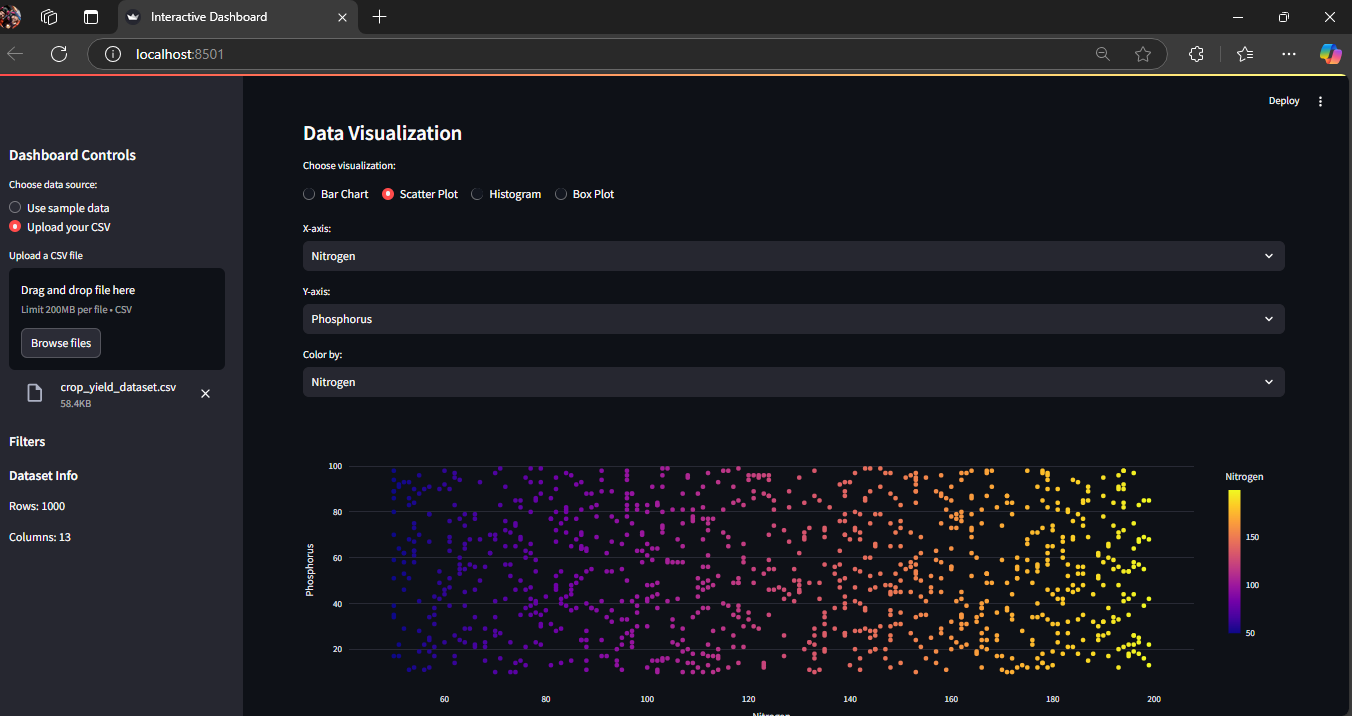 Interactive Dashboard
localhost:8501
Deploy
Dashboard Controls
Choose data source:
Use sample data
Upload your CSV
Upload a CSV file
Drag and drop file here
Limit 200MB per file • CSV
Browse files
crop_yield_dataset.csv
58.4KB
Filters
Dataset Info
Rows: 1000
Columns: 13
Data Visualization
Choose visualization:
Bar Chart Scatter Plot Histogram Box Plot
X-axis:
Nitrogen
Y-axis:
Phosphorus
Color by:
Nitrogen
100
80
60
40
20
Phosphorus
60 80 100 120 140 160 180 200
Nitrogen
Nitrogen
150
100
50